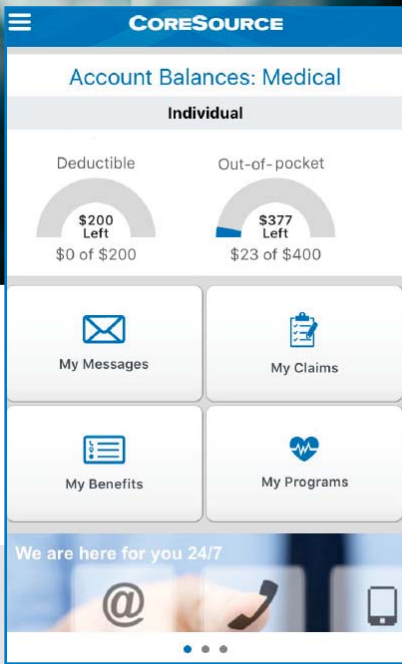 CORESOURCE
Account Balances: Medical
Individual
Deductible
Out-of-pocket
$200
Left
$377
Left
$0 of $200
$23 of $400
My Messages
My Claims
My Benefits
My Programs
We are here for you 24/7
@